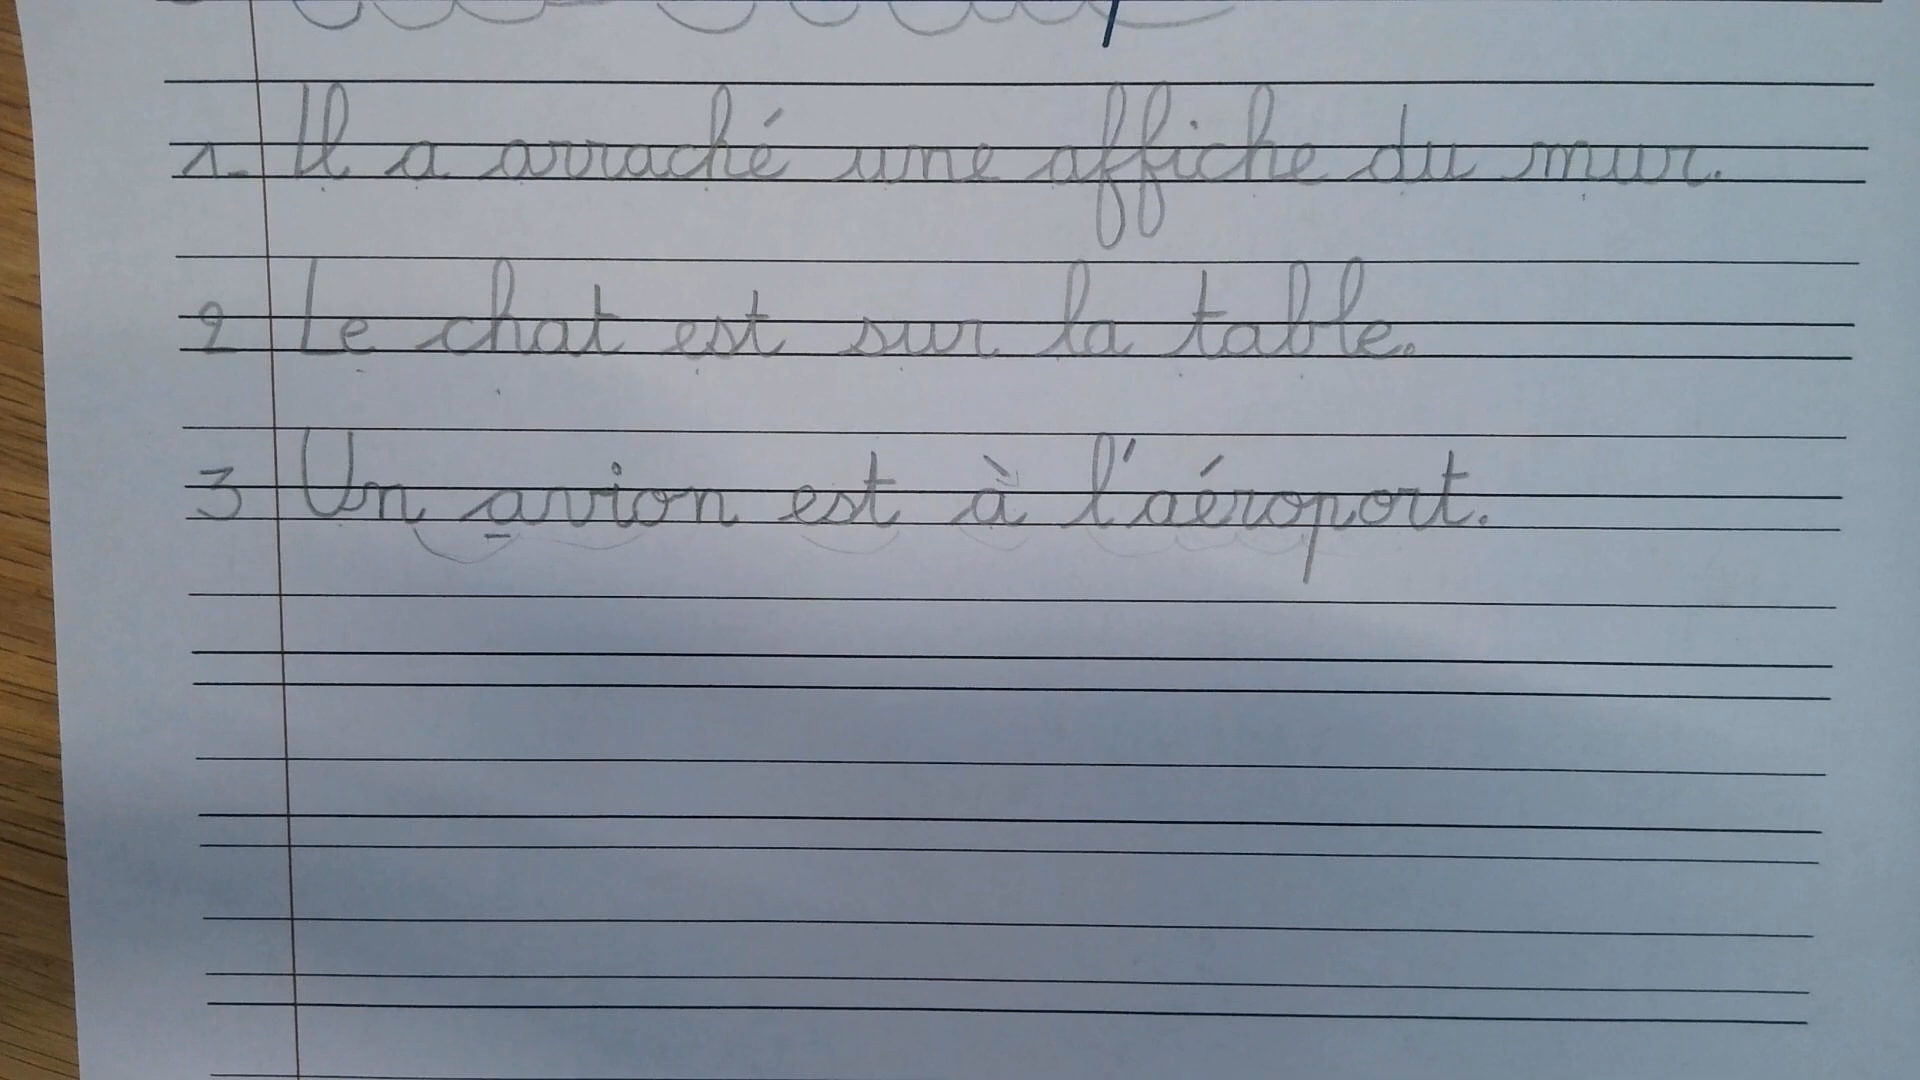 1. Il a arraché une affiche du mur.
2 Le chat est sur la table.
3 Un avion est à l'aéroport.